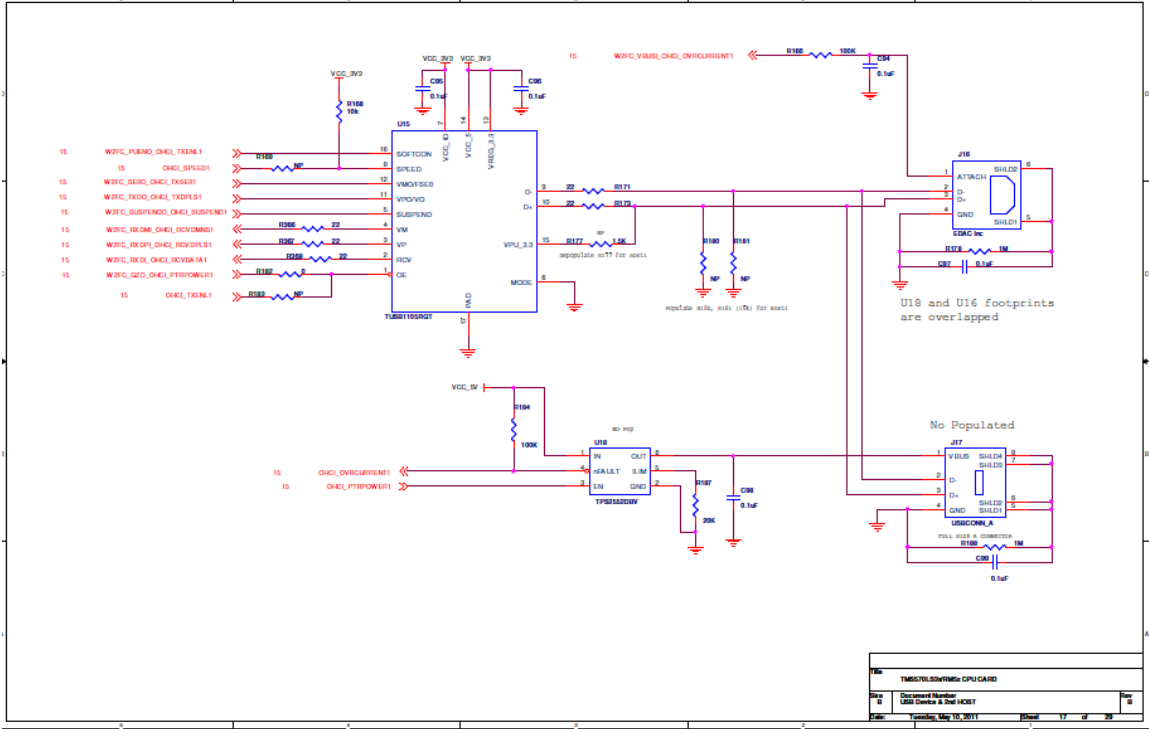 15 W2FC_VBUSI_OHCI_OVRCURRENT1
R166 100K
C94
0.1uF
VCC_3V3 VCC_3V3
VCC_3V3
C95
0.1uF
C96
0.1uF
R168
10k
U15
7 14 13
VCC_IO VCC_5 VREG_3.3
15 W2FC_PUENO_OHCI_TXENL1 16 SOFTCON
R169 NP
15 OHCI_SPEED1 8 SPEED
15 W2FC_SE0O_OHCI_TXSE01 12 VMO/FSE0
15 W2FC_TXDO_OHCI_TXDPLS1 11 VPO/VO
15 W2FC_SUSPENDO_OHCI_SUSPEND1 5 SUSPEND
15 W2FC_RXDMI_OHCI_RCVDMNS1 R266 22 4 VM
15 W2FC_RXDPI_OHCI_RCVDPLS1 R267 22 3 VP
15 W2FC_RXDI_OHCI_RCVDATA1 R268 22 2 RCV
15 W2FC_GZO_OHCI_PTRPOWER1 R182 0 1 OE
15 OHCI_TXENL1 R183 NP
D- 9 22 R171
D+ 10 22 R173
NP
VPU_3.3 15 R177 1.5K
depopulate R177 for host1
MODE 6
PAD
17
TUSB1105RGT
R180 R181
NP NP
Populate R180, R181 (15k) for host1
J16
1 ATTACH SHLD2 6
2 D-
3 D+
4 GND SHLD1 5
EDAC Inc
R178 1M
C97 0.1uF
U18 and U16 footprints
are overlapped
VCC_5V
R184
100K
No Pop
U18
1 IN OUT 6
15 OHCI_OVRCURRENT1 4 nFAULT ILIM 5
15 OHCI_PTRPOWER1 3 EN GND 2
TPS2552DBV
R187
20K
C98
0.1uF
No Populated
J17
1 VBUS SHLD4 8
SHLD3 7
2 D-
3 D+ SHLD2 6
4 GND SHLD1 5
USBCONN_A
FULL SIZE A CONNECTOR
R188 1M
C99
0.1uF
Title
Size
B
Document Number
USB Device & 2nd HOST
Rev
B
Date: Tuesday, May 10, 2011 Sheet 17 of 29